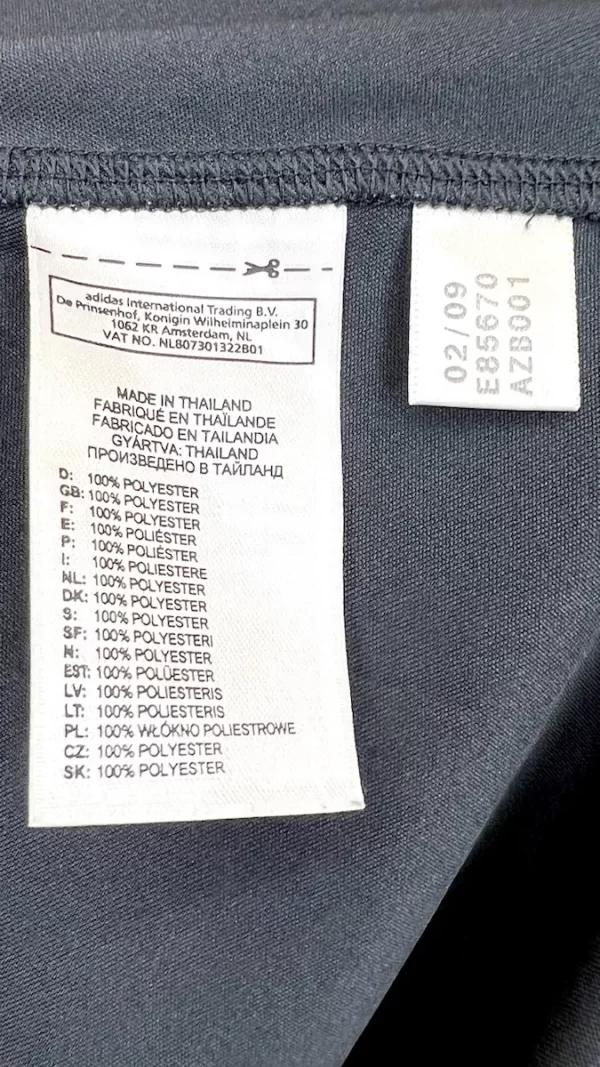 adidas International Trading B.V.
De Prinsenhof, Konigin Wilhelminaplein 30
1062 KR Amsterdam, NL
VAT NO. NL807301322B01
MADE IN THAILAND
FABRIQUÉ EN THAÏLANDE
FABRICADO EN TAILANDIA
GYÁRTVA: THAILAND
ПРОИЗВЕДЕНО В ТАЙЛАНД
D: 100% POLYESTER
GB: 100% POLYESTER
F: 100% POLYESTER
E: 100% POLIÉSTER
P: 100% POLIÉSTER
I: 100% POLIESTERE
NL: 100% POLYESTER
DK: 100% POLYESTER
S: 100% POLYESTER
SF: 100% POLYESTERI
N: 100% POLYESTER
EST: 100% POLÜESTER
LV: 100% POLIESTERIS
LT: 100% POLIESTERIS
PL: 100% WŁÓKNO POLIESTROWE
CZ: 100% POLYESTER
SK: 100% POLYESTER
02/09
E85670
AZB001